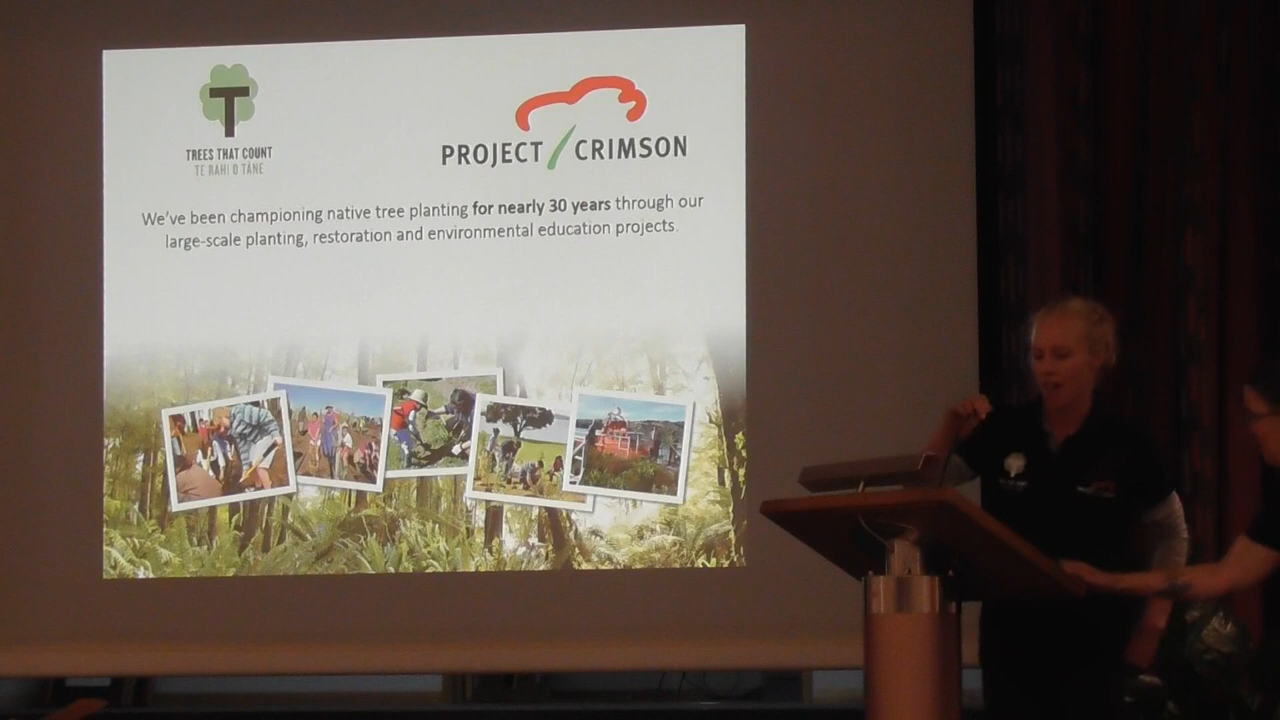 T
TREES THAT COUNT
TE RAHI O TĀNE
PROJECT CRIMSON
We've been championing native tree planting for nearly 30 years through our
large-scale planting, restoration and environmental education projects.